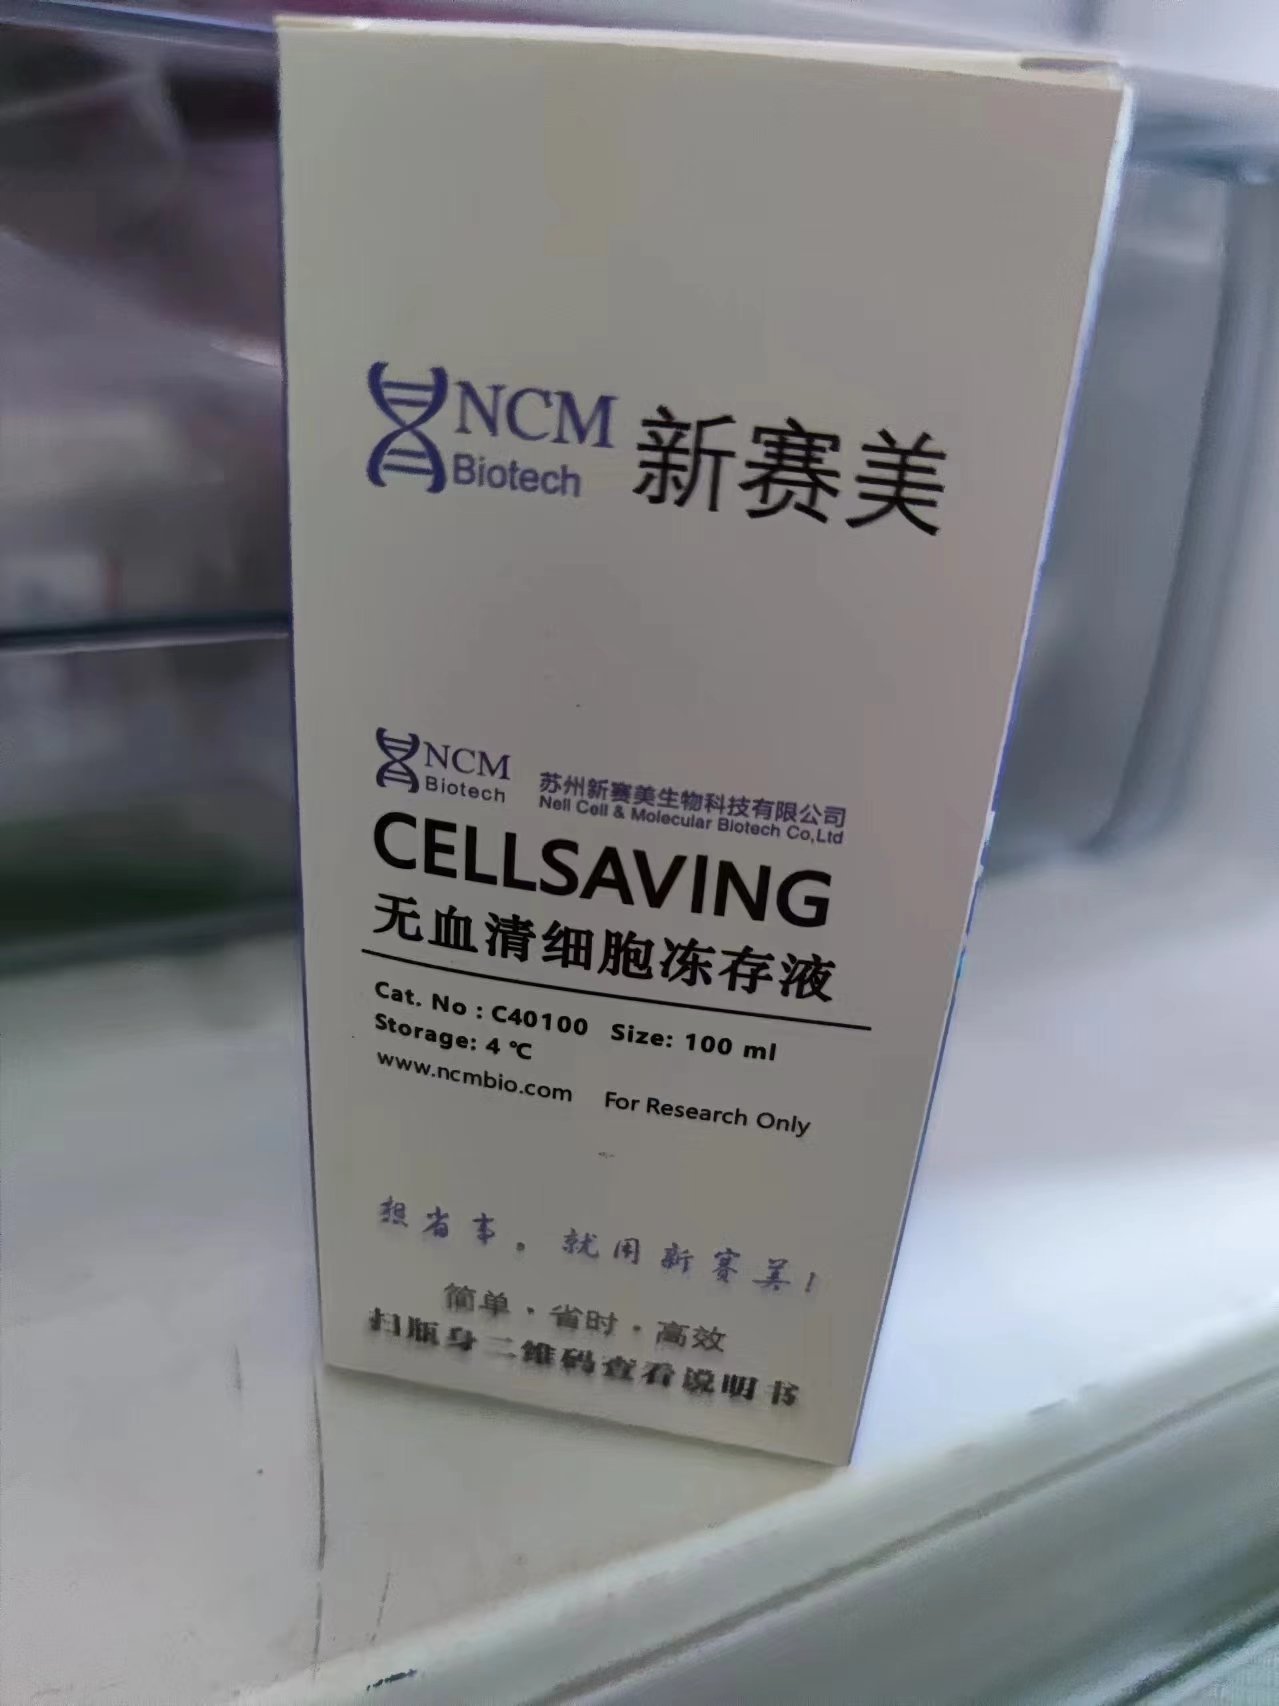 NCM
Biotech
新赛美
NCM
Biotech
苏州新赛美生物科技有限公司
Nell Cell & Molecular Biotech Co,Ltd
CELLSAVING
无血清细胞冻存液
Cat. No : C40100 Size: 100 ml
Storage: 4 ℃
www.ncmbio.com For Research Only
想省事。就用新赛美!
简单·省时·高效
扫瓶身二维码查看说明书